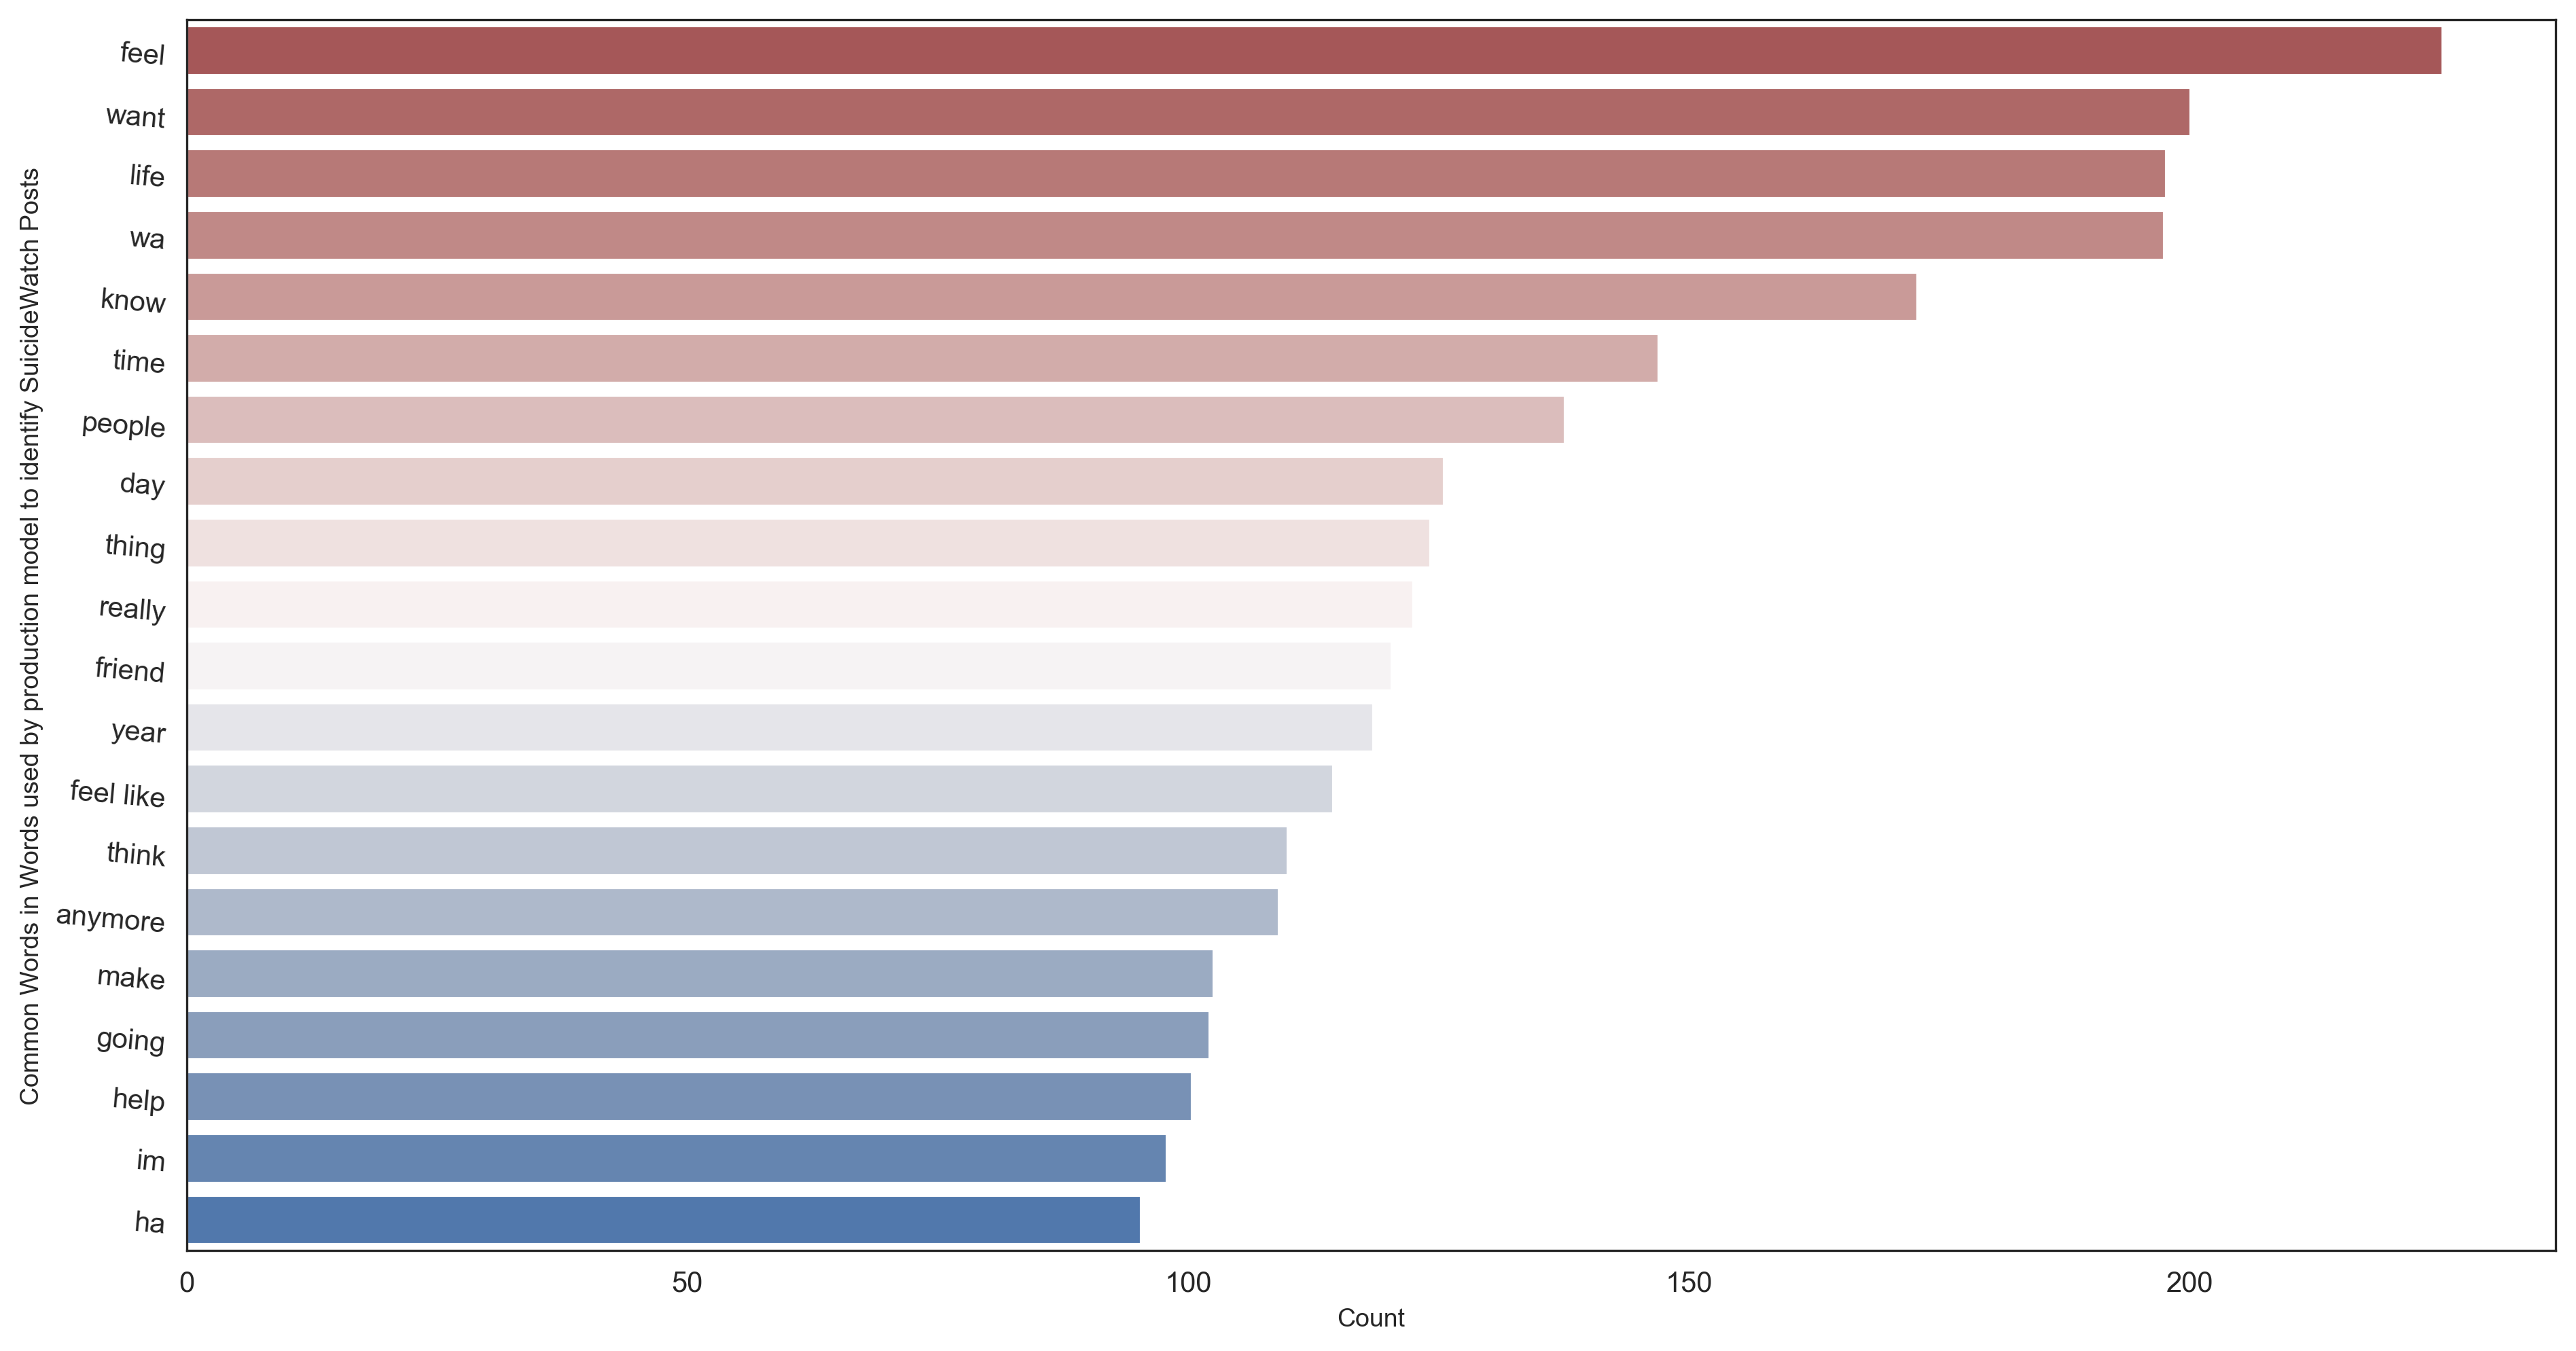 Common Words in Words used by production model to identify SuicideWatch Posts
feel
want
life
wa
know
time
people
day
thing
really
friend
year
feel like
think
anymore
make
going
help
im
ha
0 50 100 150 200
Count